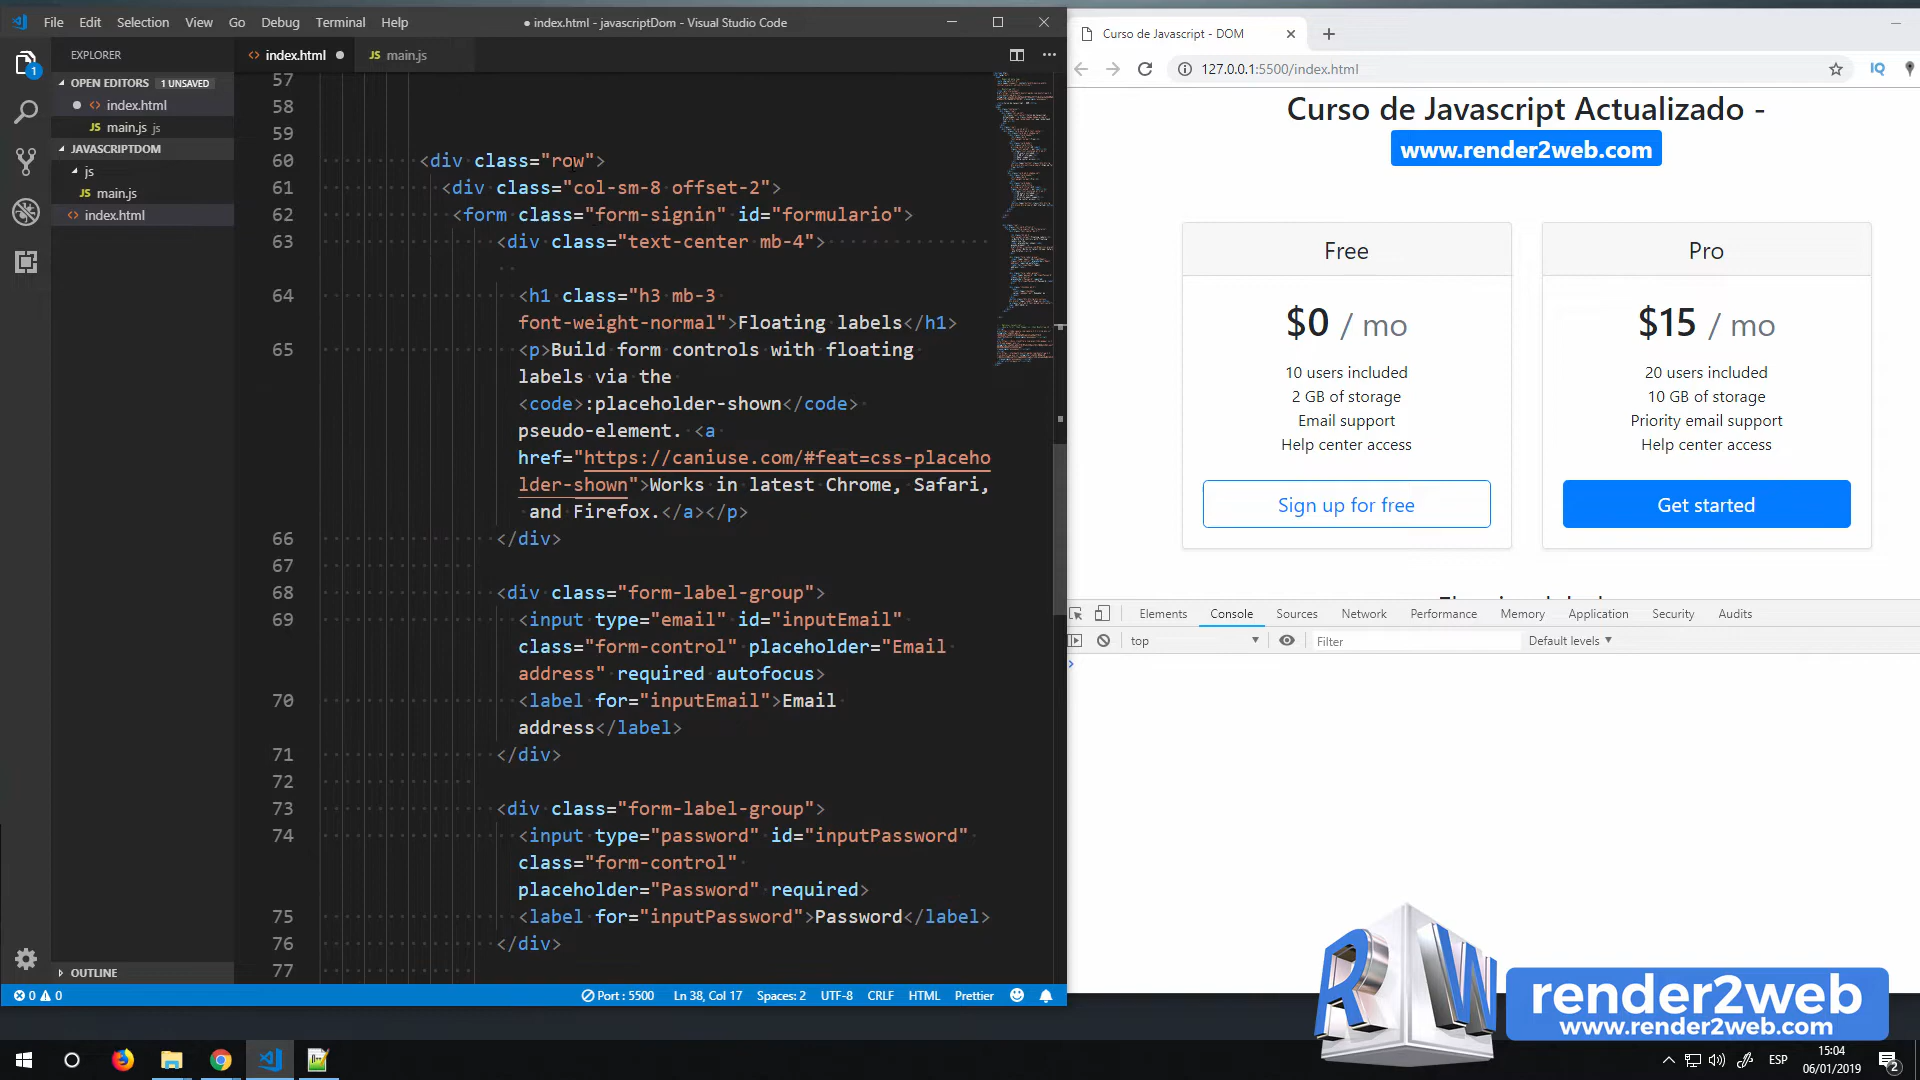 File Edit Selection View Go Debug Terminal Help
● index.html - javascriptDom - Visual Studio Code
EXPLORER
OPEN EDITORS 1 UNSAVED
index.html
JS main.js js
JAVASCRIPTDOM
js
JS main.js
index.html
OUTLINE
index.html
JS main.js
57
58
59
60 <div class="row">
61 <div class="col-sm-8 offset-2">
62 <form class="form-signin" id="formulario">
63 <div class="text-center mb-4">
64 <h1 class="h3 mb-3
font-weight-normal">Floating labels</h1>
65 <p>Build form controls with floating
labels via the
<code>:placeholder-shown</code>
pseudo-element. <a
href="https://caniuse.com/#feat=css-placeho
lder-shown">Works in latest Chrome, Safari,
and Firefox.</a></p>
66 </div>
67
68 <div class="form-label-group">
69 <input type="email" id="inputEmail"
class="form-control" placeholder="Email
address" required autofocus>
70 <label for="inputEmail">Email
address</label>
71 </div>
72
73 <div class="form-label-group">
74 <input type="password" id="inputPassword"
class="form-control"
placeholder="Password" required>
75 <label for="inputPassword">Password</label>
76 </div>
77
0 0
Port : 5500 Ln 38, Col 17 Spaces: 2 UTF-8 CRLF HTML Prettier
Curso de Javascript - DOM
127.0.0.1:5500/index.html
Curso de Javascript Actualizado -
www.render2web.com
Free
$0 / mo
10 users included
2 GB of storage
Email support
Help center access
Sign up for free
Pro
$15 / mo
20 users included
10 GB of storage
Priority email support
Help center access
Get started
Elements Console Sources Network Performance Memory Application Security Audits
top Filter Default levels
RW
render2web
www.render2web.com
ESP
15:04
06/01/2019
2